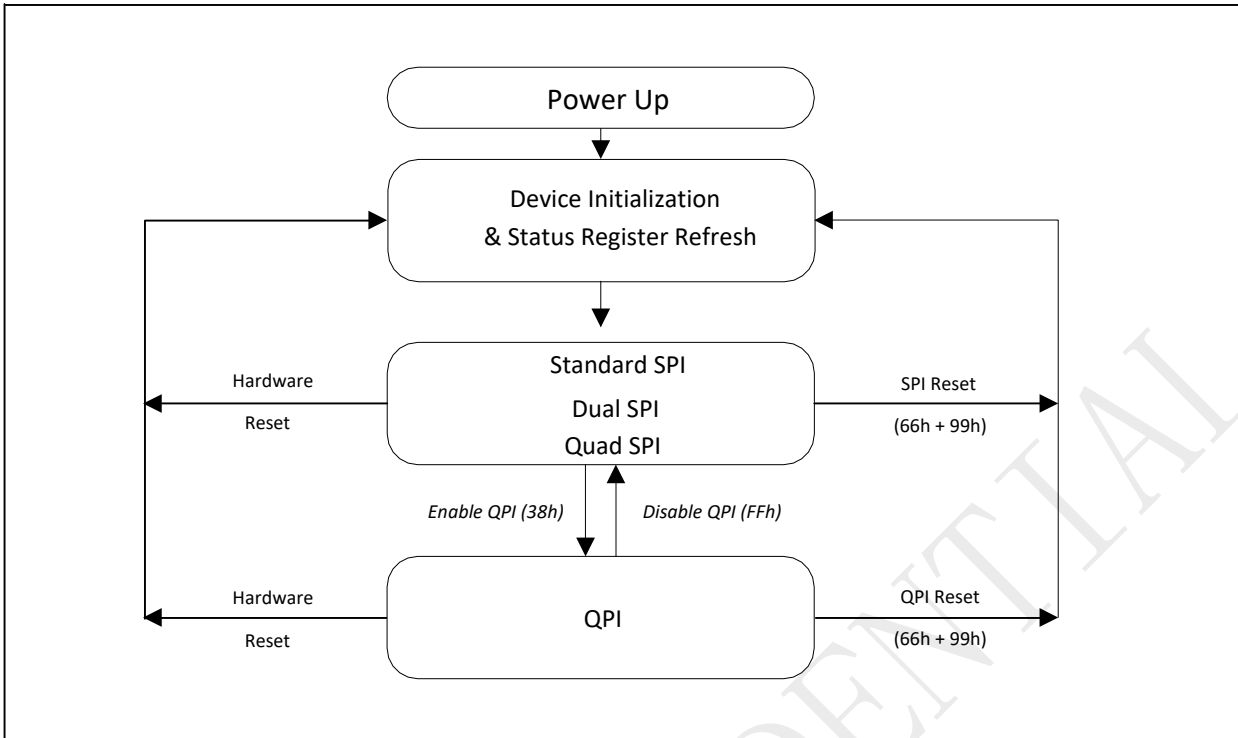 Power Up
Device Initialization
& Status Register Refresh
Standard SPI
Dual SPI
Quad SPI
Hardware
Reset
SPI Reset
(66h + 99h)
Enable QPI (38h)
Disable QPI (FFh)
QPI
Hardware
Reset
QPI Reset
(66h + 99h)